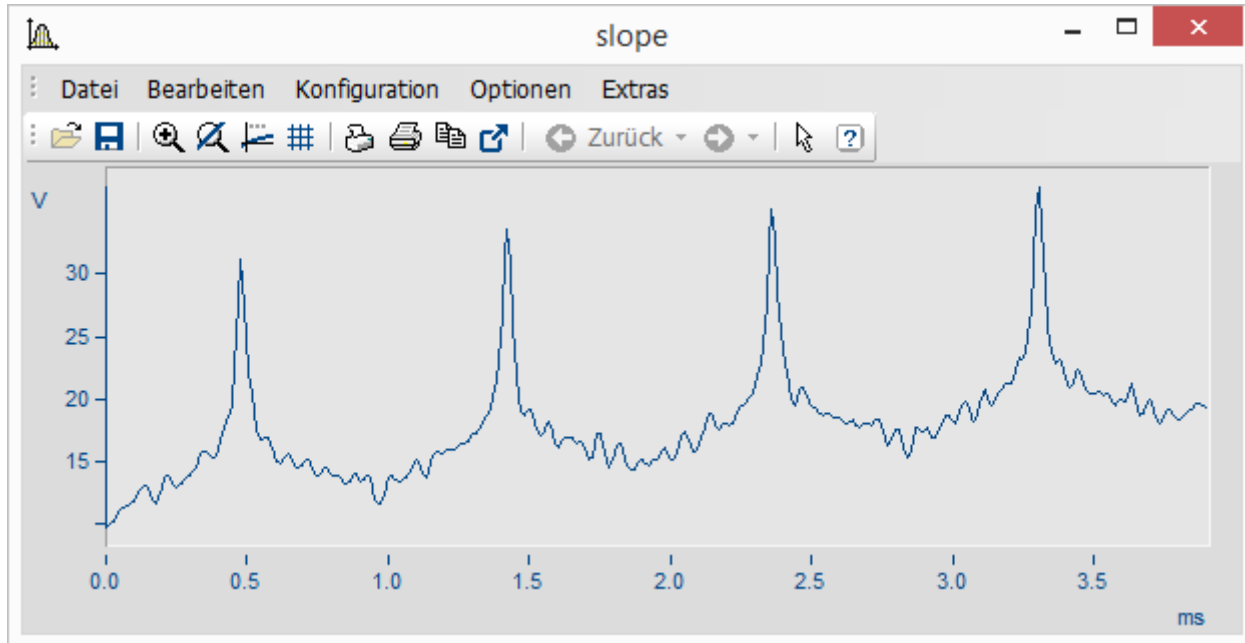 slope
Datei Bearbeiten Konfiguration Optionen Extras
Zurück
V
30
25
20
15
0.0 0.5 1.0 1.5 2.0 2.5 3.0 3.5
ms